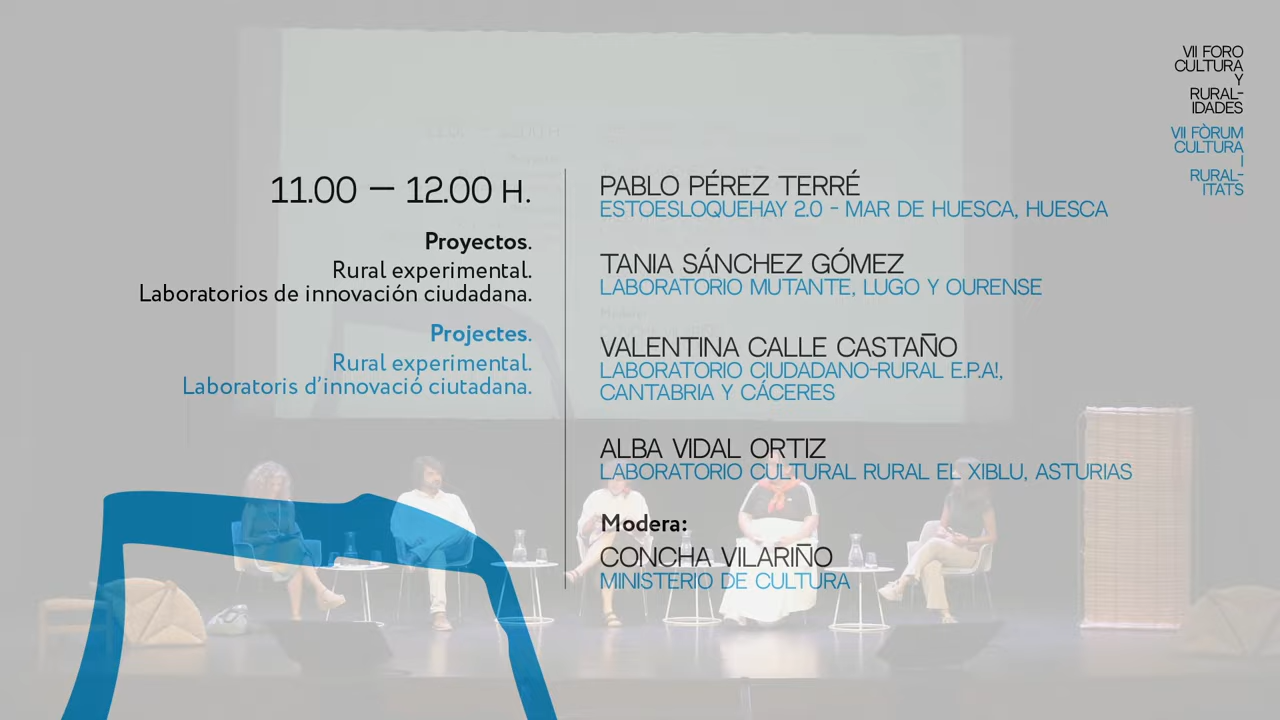 VII FORO
CULTURA
Y
RURAL-
IDADES
VII FÒRUM
CULTURA
I
RURAL-
ITATS
11.00 — 12.00 H.
Proyectos.
Rural experimental.
Laboratorios de innovación ciudadana.
Projectes.
Rural experimental.
Laboratoris d'innovació ciutadana.
PABLO PÉREZ TERRÉ
ESTOESLOQUEHAY 2.0 - MAR DE HUESCA, HUESCA
TANIA SÁNCHEZ GÓMEZ
LABORATORIO MUTANTE, LUGO Y OURENSE
VALENTINA CALLE CASTAÑO
LABORATORIO CIUDADANO-RURAL E.P.A!,
CANTABRIA Y CÁCERES
ALBA VIDAL ORTIZ
LABORATORIO CULTURAL RURAL EL XIBLU, ASTURIAS
Modera:
CONCHA VILARIÑO
MINISTERIO DE CULTURA